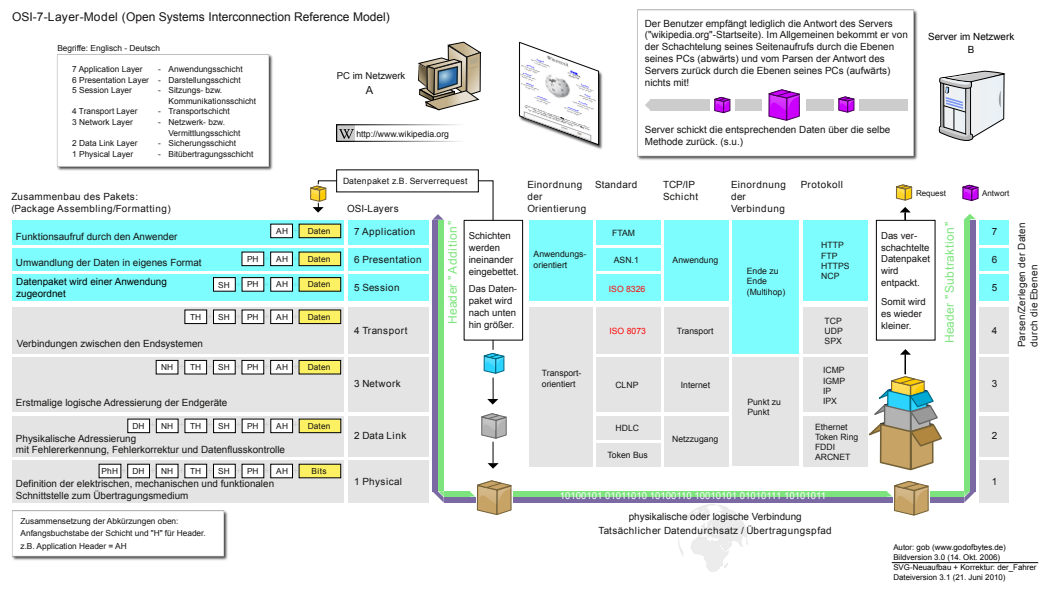 OSI-7-Layer-Model (Open Systems Interconnection Reference Model)
Begriffe: Englisch - Deutsch
7 Application Layer - Anwendungsschicht
6 Presentation Layer - Darstellungsschicht
5 Session Layer - Sitzungs- bzw.
Kommunikationsschicht
4 Transport Layer - Transportschicht
3 Network Layer - Netzwerk- bzw.
Vermittlungsschicht
2 Data Link Layer - Sicherungsschicht
1 Physical Layer - Bitübertragungsschicht
PC im Netzwerk
A
W http://www.wikipedia.org
Der Benutzer empfängt lediglich die Antwort des Servers
("wikipedia.org"-Startseite). Im Allgemeinen bekommt er von
der Schachtelung seines Seitenaufrufs durch die Ebenen
seines PCs (abwärts) und vom Parsen der Antwort des
Servers zurück durch die Ebenen seines PCs (aufwärts)
nichts mit!
Server schickt die entsprechenden Daten über die selbe
Methode zurück. (s.u.)
Server im Netzwerk
B
Zusammenbau des Pakets:
(Package Assembling/Formatting)
Datenpaket z.B. Serverrequest
OSI-Layers
Einordnung
der
Orientierung
Standard
TCP/IP
Schicht
Einordnung
der
Verbindung
Protokoll
Request
Antwort
Funktionsaufruf durch den Anwender
AH Daten
7 Application
Umwandlung der Daten in eigenes Format
PH AH Daten
6 Presentation
Datenpaket wird einer Anwendung
zugeordnet
SH PH AH Daten
5 Session
TH SH PH AH Daten
Verbindungen zwischen den Endsystemen
4 Transport
NH TH SH PH AH Daten
Erstmalige logische Adressierung der Endgeräte
3 Network
DH NH TH SH PH AH Daten
Physikalische Adressierung
mit Fehlererkennung, Fehlerkorrektur und Datenflusskontrolle
2 Data Link
PhH DH NH TH SH PH AH Bits
Definition der elektrischen, mechanischen und funktionalen
Schnittstelle zum Übertragungsmedium
1 Physical
Header "Addition"
Schichten
werden
ineinander
eingebettet.
Das Daten-
paket wird
nach unten
hin größer.
Anwendungs-
orientiert
Transport-
orientiert
FTAM
ASN.1
ISO 8326
ISO 8073
CLNP
HDLC
Token Bus
Anwendung
Transport
Internet
Netzzugang
Ende zu
Ende
(Multihop)
Punkt zu
Punkt
HTTP
FTP
HTTPS
NCP
TCP
UDP
SPX
ICMP
IGMP
IP
IPX
Ethernet
Token Ring
FDDI
ARCNET
Das ver-
schachtelte
Datenpaket
wird
entpackt.
Somit wird
es wieder
kleiner.
Header "Subtraktion"
7
6
5
4
3
2
1
Parsen/Zerlegen der Daten
durch die Ebenen
10100101 01011010 10100110 10010101 01010111 10101011
physikalische oder logische Verbindung
Tatsächlicher Datendurchsatz / Übertragungspfad
Zusammensetzung der Abkürzungen oben:
Anfangsbuchstabe der Schicht und "H" für Header.
z.B. Application Header = AH
Autor: gob (www.godofbytes.de)
Bildversion 3.0 (14. Okt. 2006)
SVG-Neuaufbau + Korrektur: der_Fahrer
Dateiversion 3.1 (21. Juni 2010)